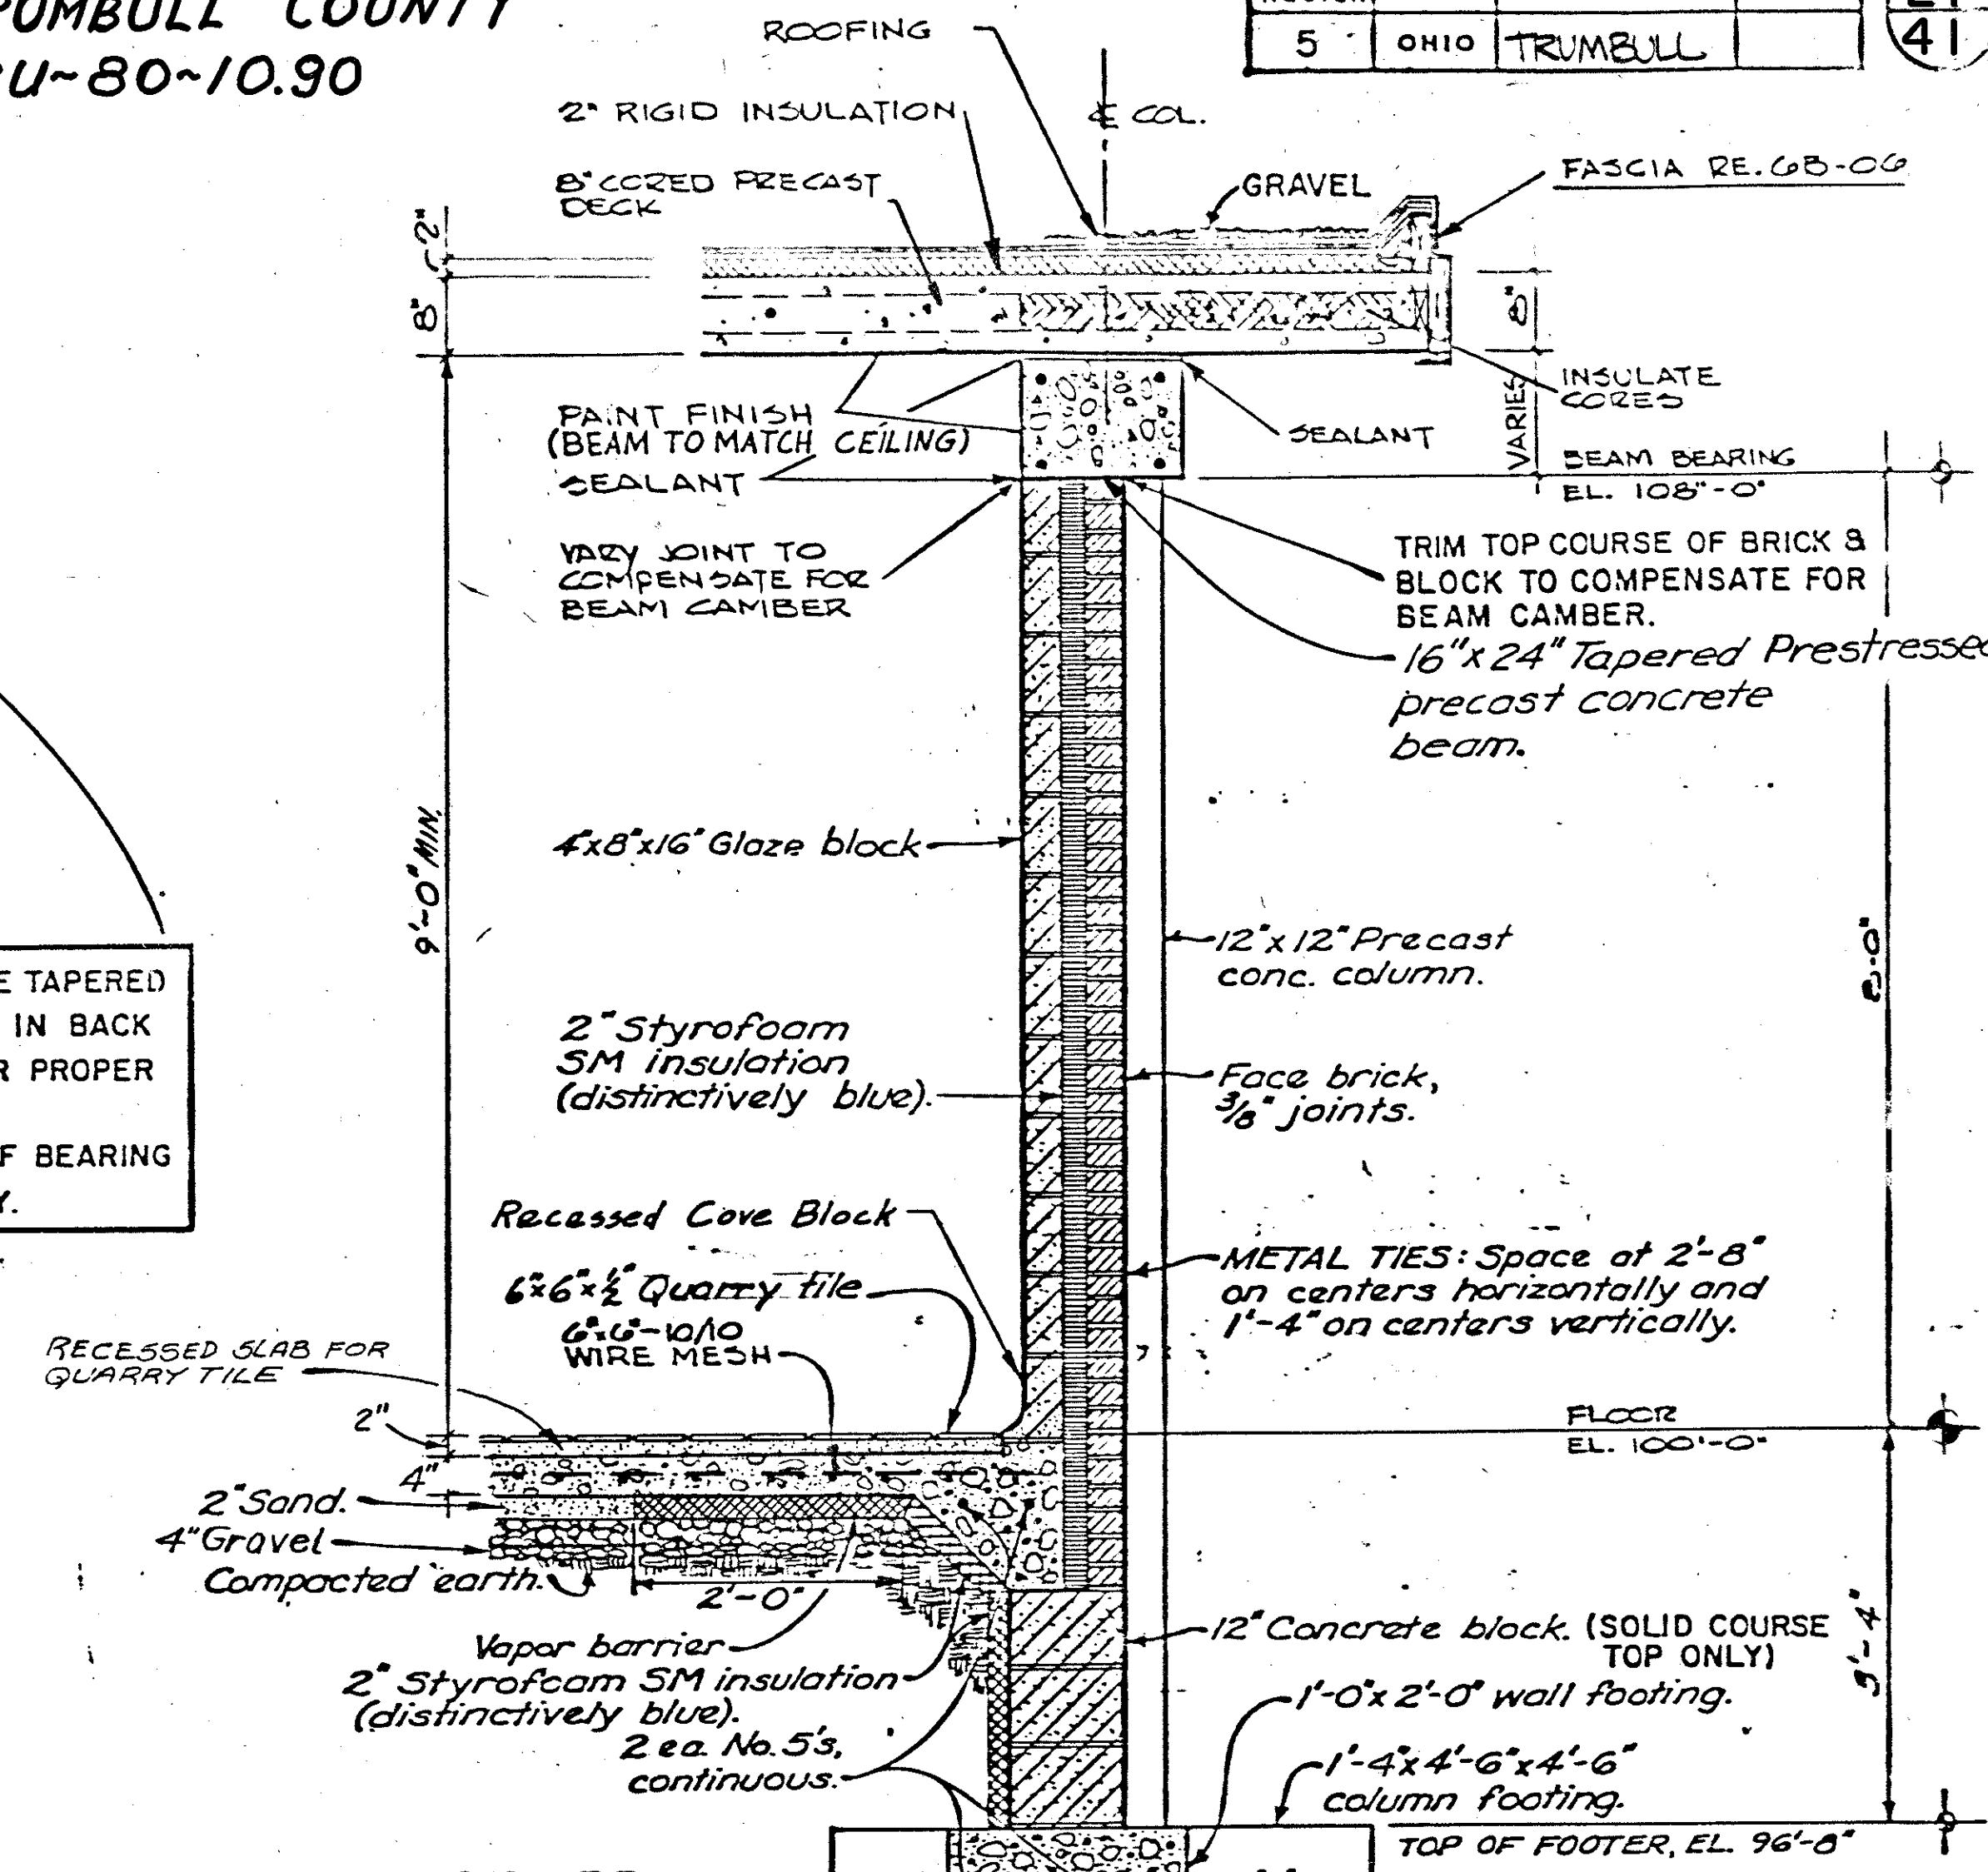 RUMBULL COUNTY
U~80~10.90
5 OHIO TRUMBULL
41
ROOFING
℄ COL.
2" RIGID INSULATION
8" CORED PRECAST
DECK
GRAVEL
FASCIA RE. GB-06
2"
8"
8"
VARIES
INSULATE
CORES
PAINT FINISH
(BEAM TO MATCH CEILING)
SEALANT
SEALANT
BEAM BEARING
EL. 108"-0"
VARY JOINT TO
COMPENSATE FOR
BEAM CAMBER
TRIM TOP COURSE OF BRICK &
BLOCK TO COMPENSATE FOR
BEAM CAMBER.
16"x24" Tapered Prestressed
precast concrete
beam.
9'-0" MIN.
4"x8"x16" Glaze block
12"x12" Precast
conc. column.
8'-0"
E TAPERED
IN BACK
R PROPER
F BEARING
Y.
2" Styrofoam
SM insulation
(distinctively blue).
Face brick,
3/8" joints.
Recessed Cove Block
6"x6"x½" Quarry tile
6"x6"-10/10
WIRE MESH
METAL TIES: Space at 2'-8"
on centers horizontally and
1'-4" on centers vertically.
RECESSED SLAB FOR
QUARRY TILE
2"
4"
FLOOR
EL. 100'-0"
2" Sand.
4" Gravel
Compacted earth.
2'-0"
Vapor barrier
2" Styrofoam SM insulation
(distinctively blue).
2 ea. No. 5's,
continuous.
12" Concrete block. (SOLID COURSE
TOP ONLY)
3'-4"
1'-0"x 2'-0" wall footing.
1'-4"x4'-6"x4'-6"
column footing.
TOP OF FOOTER, EL. 96'-8"